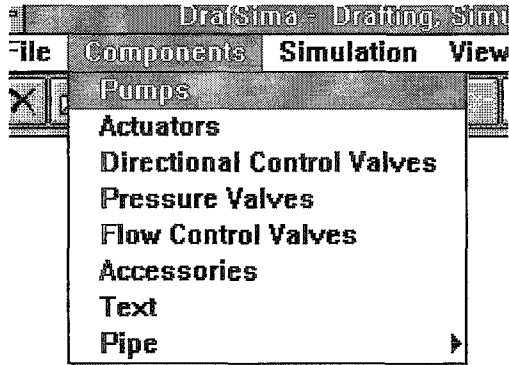 DrafSima - Drafting, Simu
File Components Simulation View
Pumps
Actuators
Directional Control Valves
Pressure Valves
Flow Control Valves
Accessories
Text
Pipe